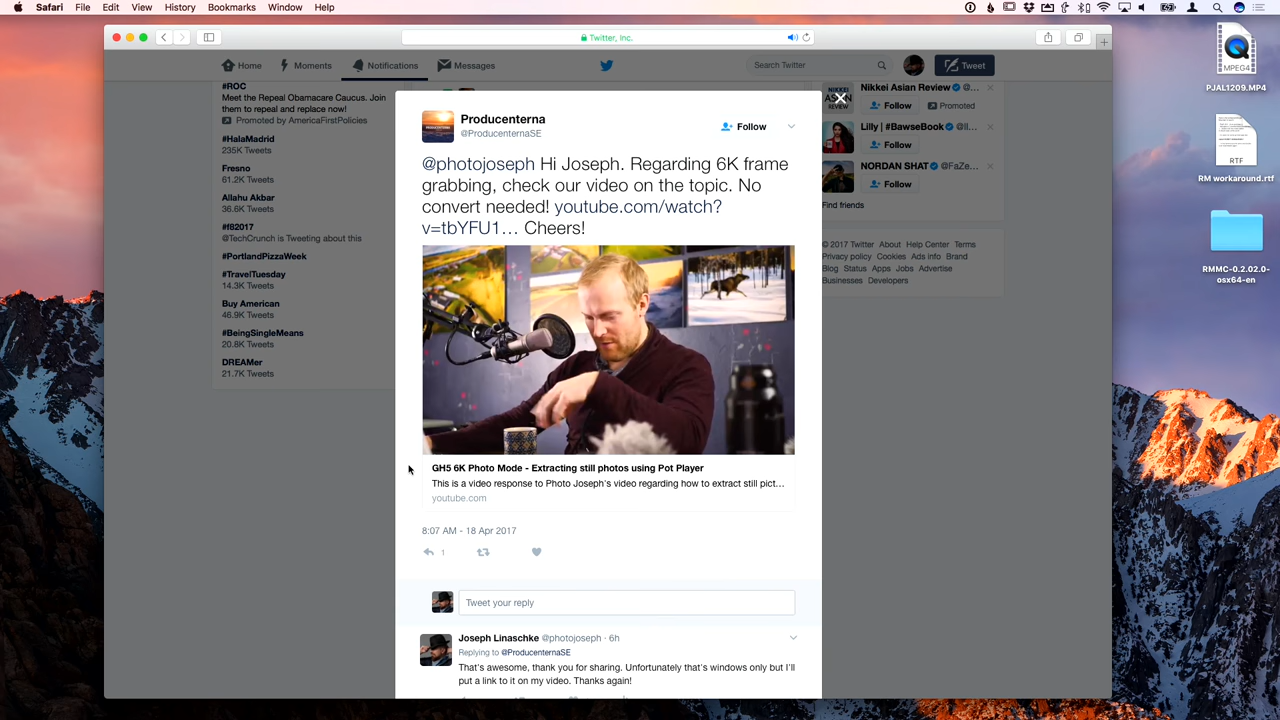 Safari File Edit View History Bookmarks Window Help
Twitter, Inc.
Home Moments Notifications Messages
Search Twitter
Tweet
#ROC
Meet the Repeal Obamacare Caucus. Join
them to repeal and replace now!
Promoted by AmericaFirstPolicies
#HalaMadrid
235K Tweets
Fresno
61.2K Tweets
Allahu Akbar
36.6K Tweets
#f82017
@TechCrunch is Tweeting about this
#PortlandPizzaWeek
#TravelTuesday
14.3K Tweets
Buy American
46.9K Tweets
#BeingSingleMeans
20.8K Tweets
DREAMer
21.7K Tweets
Producenterna
@ProducenternaSE
Follow
@photojoseph Hi Joseph. Regarding 6K frame
grabbing, check our video on the topic. No
convert needed! youtube.com/watch?
v=tbYFU1… Cheers!
GH5 6K Photo Mode - Extracting still photos using Pot Player
This is a video response to Photo Joseph's video regarding how to extract still pict…
youtube.com
8:07 AM - 18 Apr 2017
1
Tweet your reply
Joseph Linaschke @photojoseph · 6h
Replying to @ProducenternaSE
That's awesome, thank you for sharing. Unfortunately that's windows only but I'll
put a link to it on my video. Thanks again!
NIKKEI
ASIAN
REVIEW
Nikkei Asian Review @…
Follow Promoted
Lilly | #BawseBook @li…
Follow
NORDAN SHAT @FaZe…
Follow
Find friends
© 2017 Twitter About Help Center Terms
Privacy policy Cookies Ads info Brand
Blog Status Apps Jobs Advertise
Businesses Developers
MPEG4
PJAL1209.MP4
RTF
RM workaround.rtf
RMMC-0.2.02.0-
osx64-en